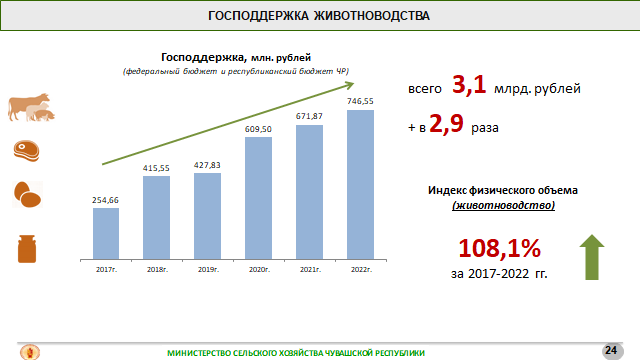 ГОСПОДДЕРЖКА ЖИВОТНОВОДСТВА
Господдержка, млн. рублей
(федеральный бюджет и республиканский бюджет ЧР)
254,66
415,55
427,83
609,50
671,87
746,55
2017г.
2018г.
2019г.
2020г.
2021г.
2022г.
всего 3,1 млрд. рублей
+ в 2,9 раза
Индекс физического объема
(животноводство)
108,1%
за 2017-2022 гг.
МИНИСТЕРСТВО СЕЛЬСКОГО ХОЗЯЙСТВА ЧУВАШСКОЙ РЕСПУБЛИКИ
24